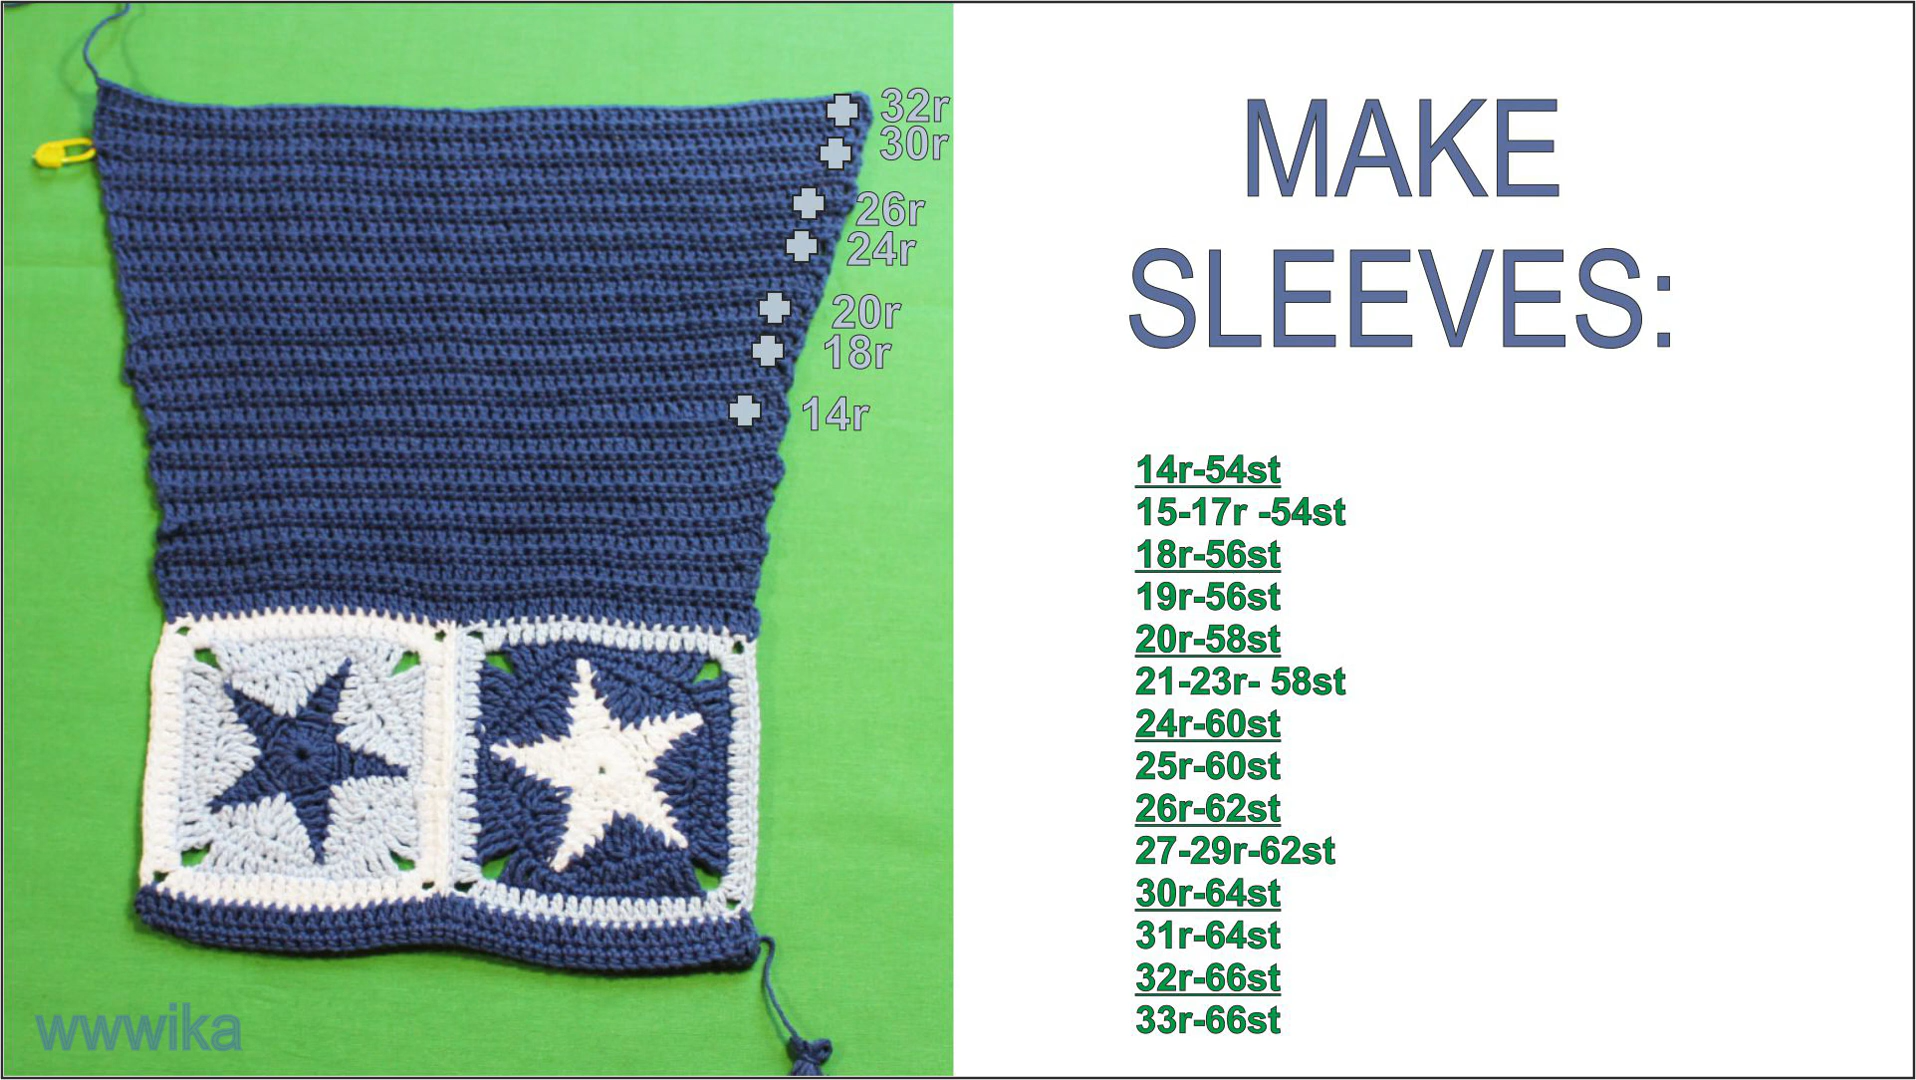 32r
30r
26r
24r
20r
18r
14r
wwwika
MAKE
SLEEVES:
14r-54st
15-17r -54st
18r-56st
19r-56st
20r-58st
21-23r- 58st
24r-60st
25r-60st
26r-62st
27-29r-62st
30r-64st
31r-64st
32r-66st
33r-66st